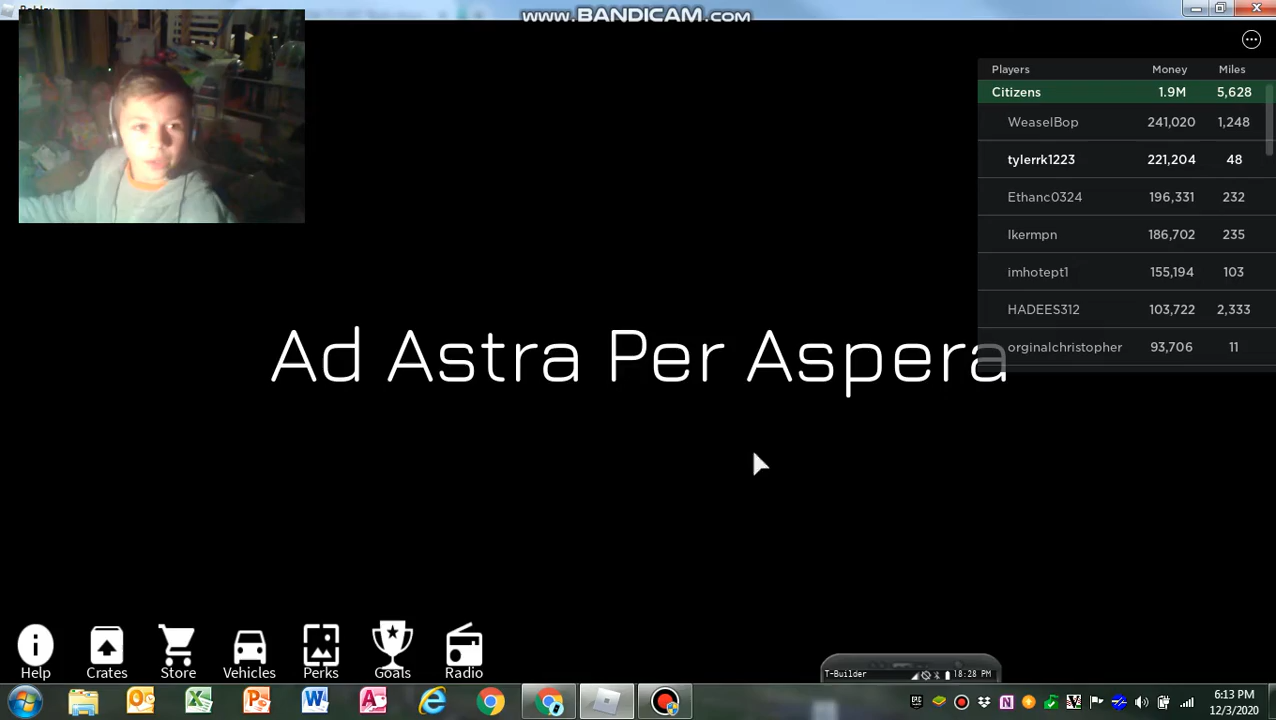 www.BANDICAM.com
Players Money Miles
Citizens 1.9M 5,628
WeaselBop 241,020 1,248
tylerrk1223 221,204 48
Ethanc0324 196,331 232
Ikermpn 186,702 235
imhotept1 155,194 103
HADEES312 103,722 2,333
orginalchristopher 93,706 11
Ad Astra Per Aspera
Help Crates Store Vehicles Perks Goals Radio
T-Builder 18:28 PM
6:13 PM
12/3/2020